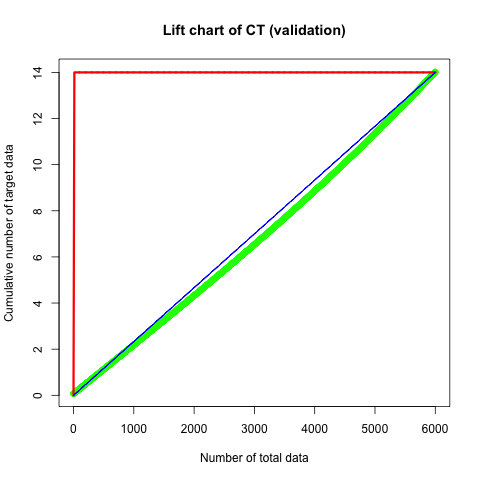 Lift chart of CT (validation)
Cumulative number of target data
14
12
10
8
6
4
2
0
0 1000 2000 3000 4000 5000 6000
Number of total data